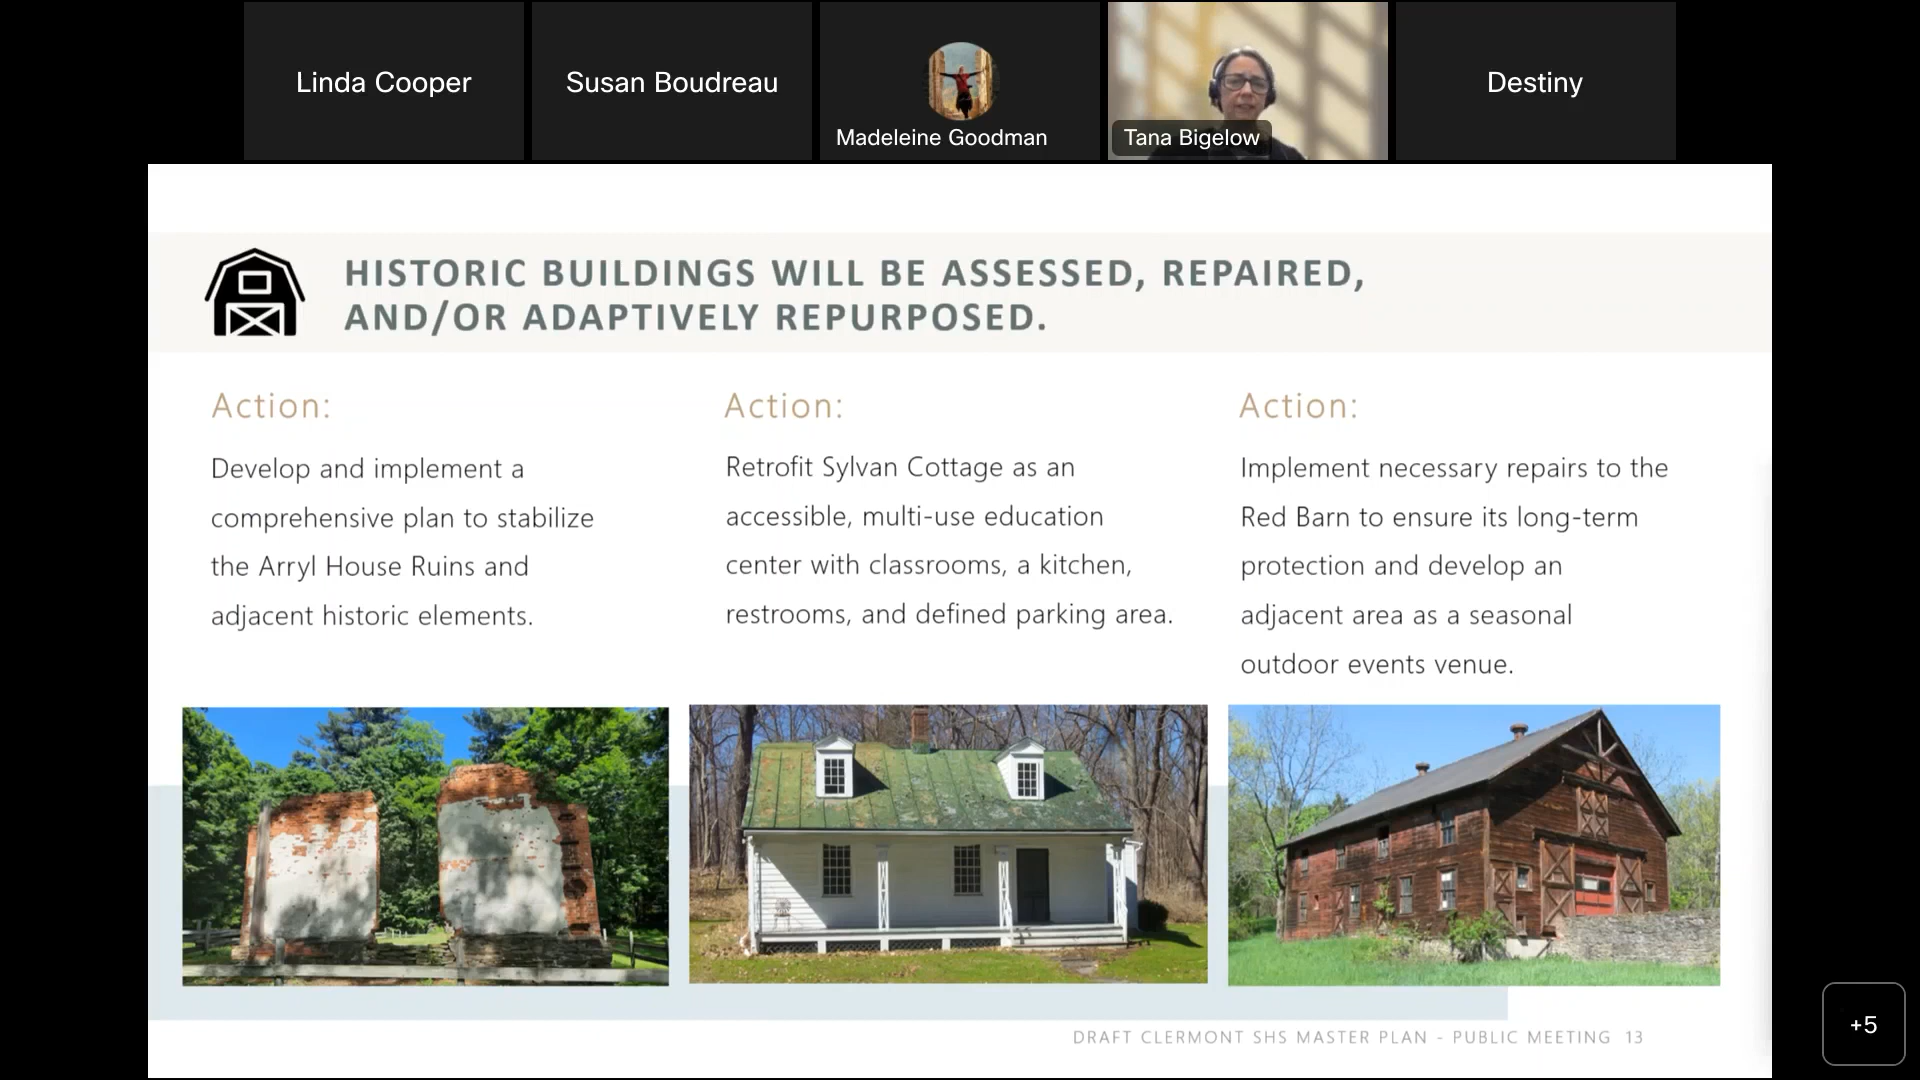 Linda Cooper
Susan Boudreau
Madeleine Goodman
Tana Bigelow
Destiny
HISTORIC BUILDINGS WILL BE ASSESSED, REPAIRED,
AND/OR ADAPTIVELY REPURPOSED.
Action:
Develop and implement a
comprehensive plan to stabilize
the Arryl House Ruins and
adjacent historic elements.
Action:
Retrofit Sylvan Cottage as an
accessible, multi-use education
center with classrooms, a kitchen,
restrooms, and defined parking area.
Action:
Implement necessary repairs to the
Red Barn to ensure its long-term
protection and develop an
adjacent area as a seasonal
outdoor events venue.
DRAFT CLERMONT SHS MASTER PLAN - PUBLIC MEETING 13
+5